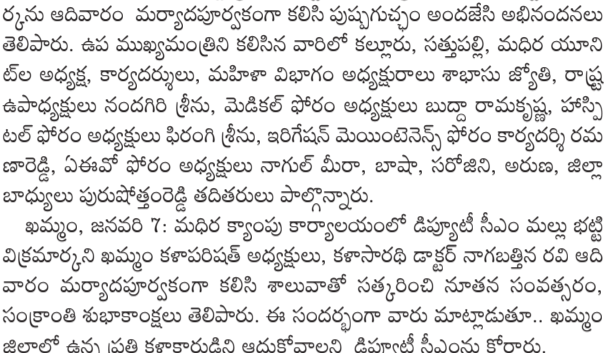 ర్కను ఆదివారం మర్యాదపూర్వకంగా కలిసి పుష్పగుచ్ఛం అందజేసి అభినందనలు
తెలిపారు. ఉప ముఖ్యమంత్రిని కలిసిన వారిలో కల్లూరు, సత్తుపల్లి, మధిర యూని
ట్‌ల అధ్యక్ష, కార్యదర్శులు, మహిళా విభాగం అధ్యక్షురాలు శాభాసు జ్యోతి, రాష్ట్ర
ఉపాధ్యక్షులు నందగిరి శ్రీను, మెడికల్ ఫోరం అధ్యక్షులు బుద్దా రామకృష్ణ, హాస్పి
టల్ ఫోరం అధ్యక్షులు ఫిరంగి శ్రీను, ఇరిగేషన్ మెయింటెనెన్స్ ఫోరం కార్యదర్శి రమ
ణారెడ్డి, ఏఈవో ఫోరం అధ్యక్షులు నాగుల్ మీరా, బాషా, సరోజిని, అరుణ, జిల్లా
బాధ్యులు పురుషోత్తంరెడ్డి తదితరులు పాల్గొన్నారు.
ఖమ్మం, జనవరి 7: మధిర క్యాంపు కార్యాలయంలో డిప్యూటీ సీఎం మల్లు భట్టి
విక్రమార్కని ఖమ్మం కళాపరిషత్ అధ్యక్షులు, కళాసారథి డాక్టర్ నాగబత్తిన రవి ఆది
వారం మర్యాదపూర్వకంగా కలిసి శాలువాతో సత్కరించి నూతన సంవత్సరం,
సంక్రాంతి శుభాకాంక్షలు తెలిపారు. ఈ సందర్భంగా వారు మాట్లాడుతూ.. ఖమ్మం
జిల్లాలో ఉన్న ప్రతి కళాకారుడిని ఆదుకోవాలని డిప్యూటీ సీఎంను కోరారు.